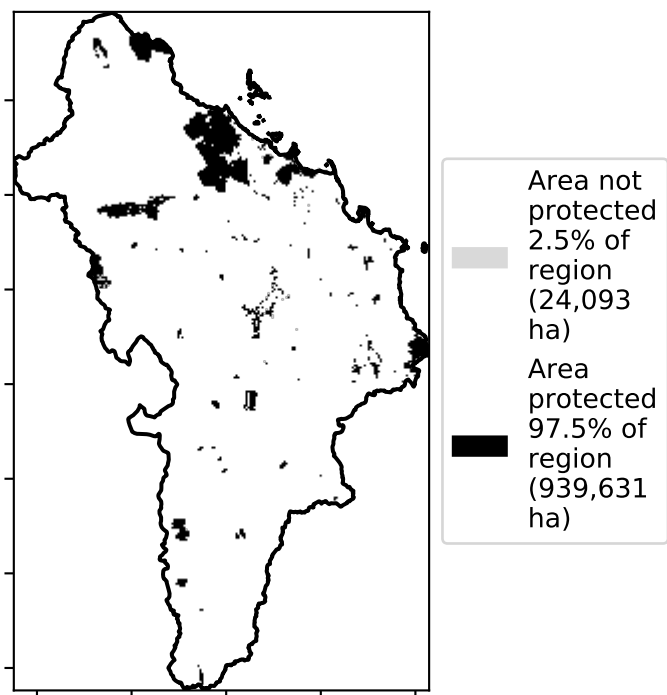 Area not
protected
2.5% of
region
(24,093
ha)
Area
protected
97.5% of
region
(939,631
ha)